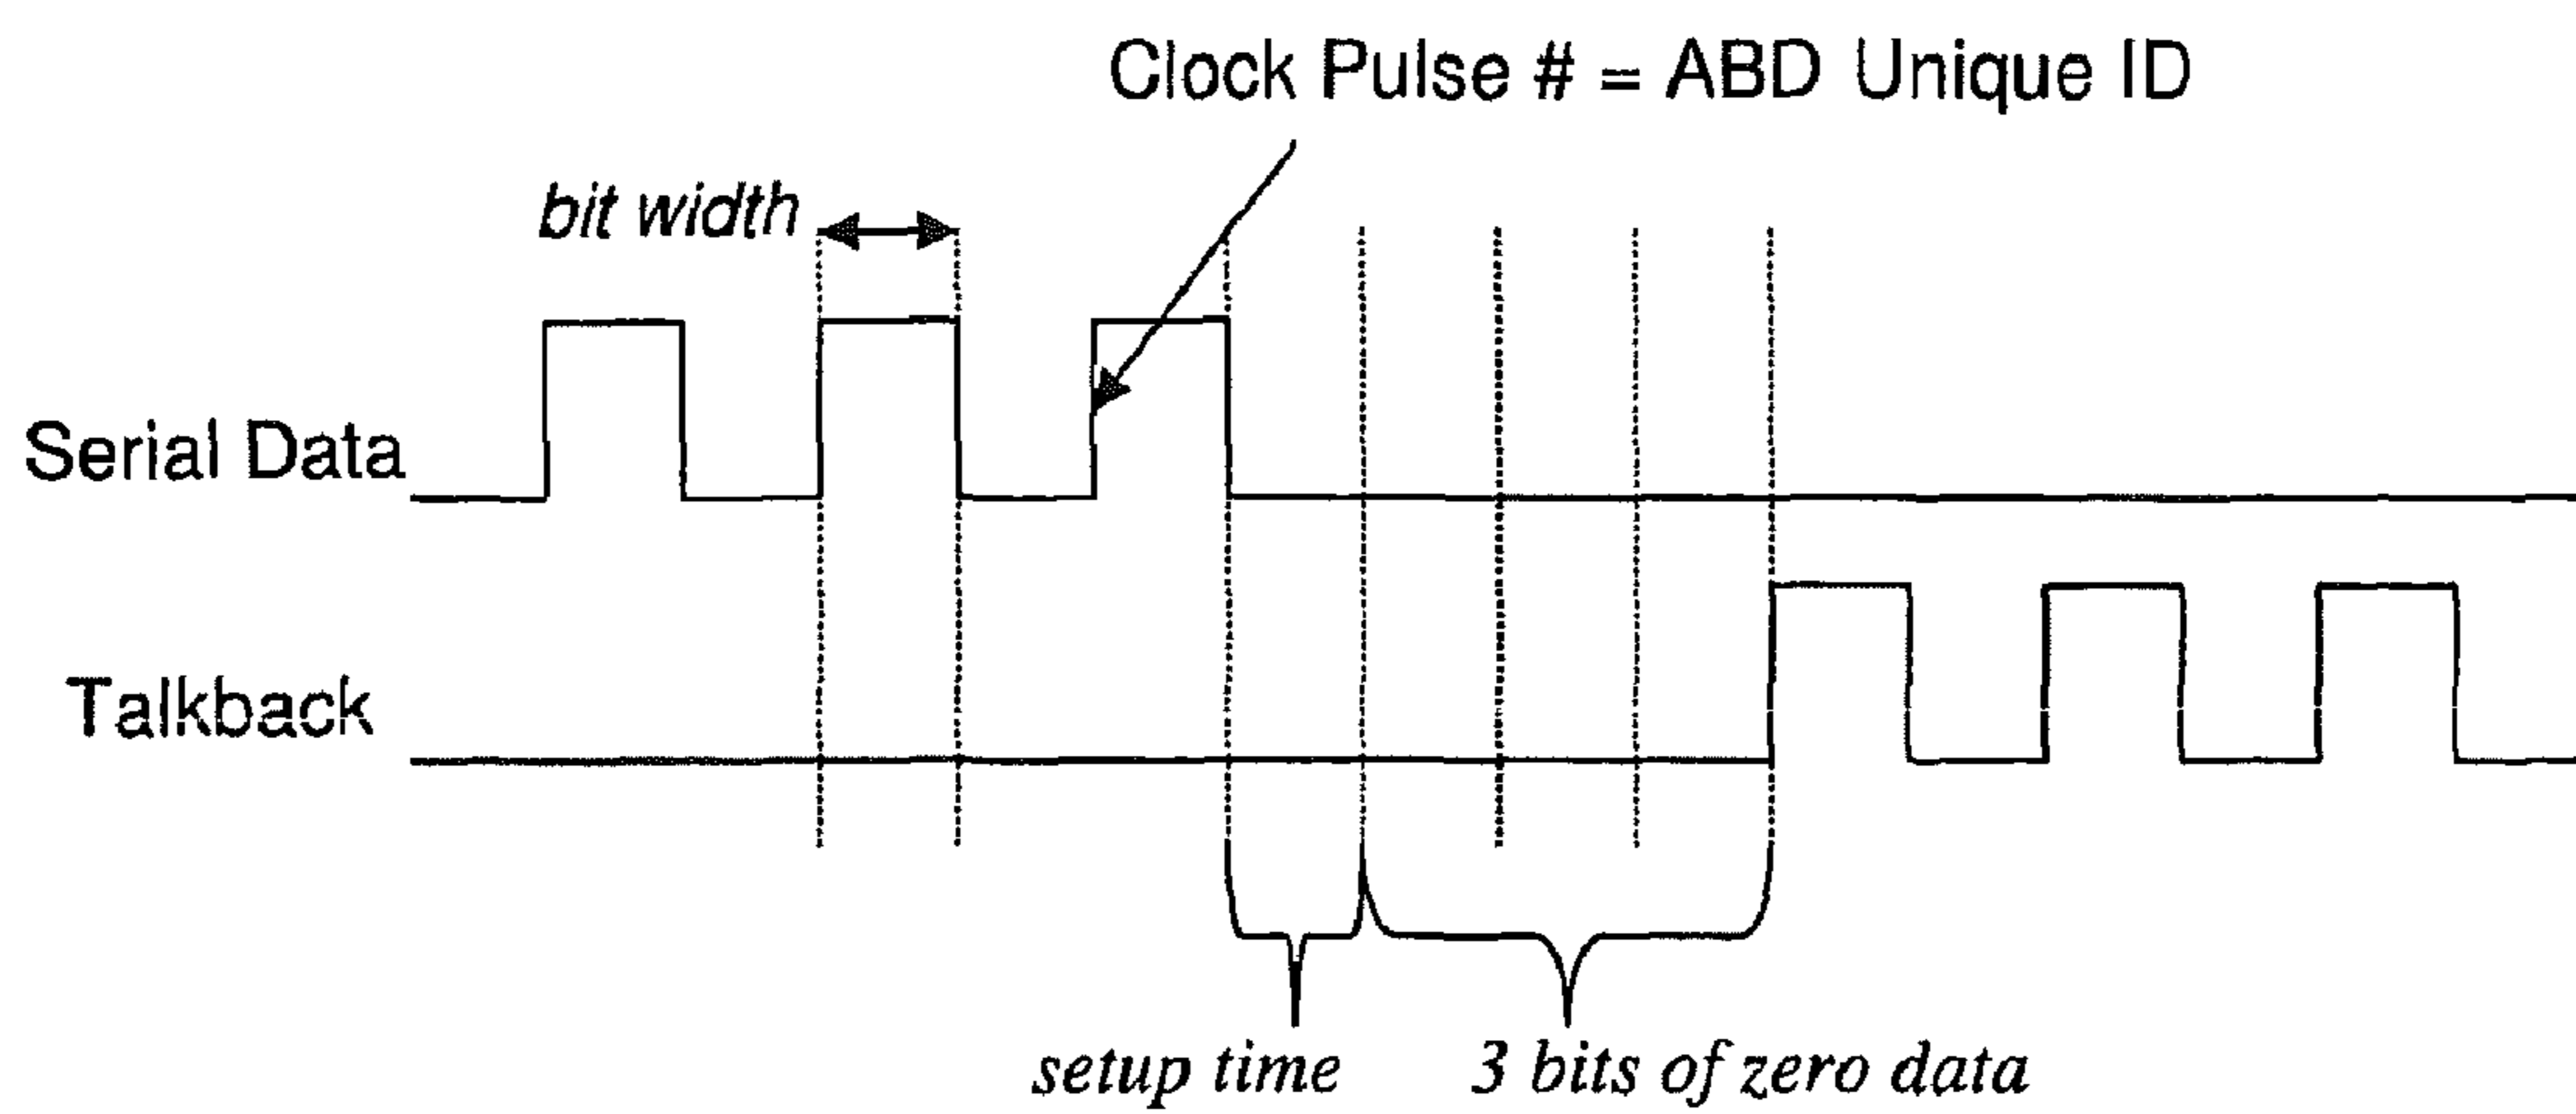 Clock Pulse # = ABD Unique ID
bit width
Serial Data
Talkback
setup time
3 bits of zero data